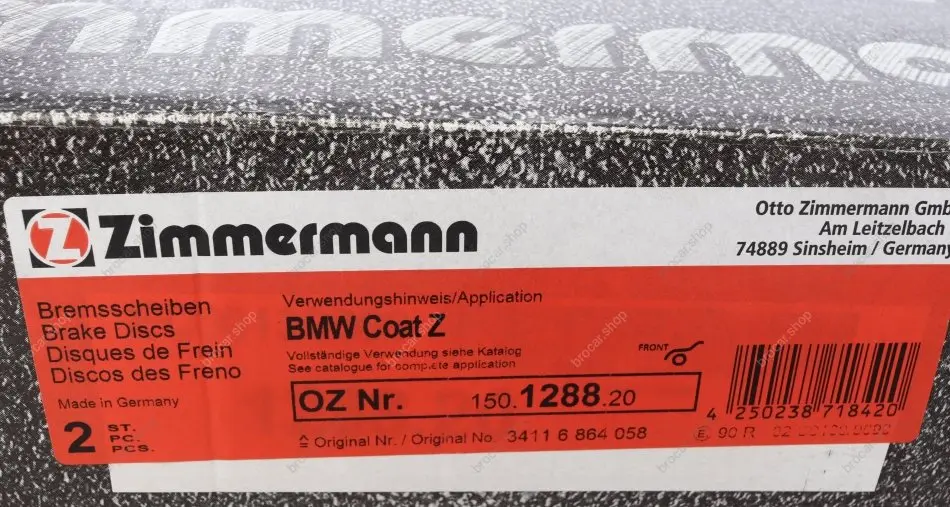 Zimmermann
Otto Zimmermann Gmb
Am Leitzelbach
74889 Sinsheim / Germany
Bremsscheiben
Brake Discs
Disques de Frein
Discos des Freno
Made in Germany
2 ST.
PC.
PCS.
Verwendungshinweis/Application
BMW Coat Z
Vollständige Verwendung siehe Katalog
See catalogue for complete application
FRONT
OZ Nr. 150.1288.20
≙ Original Nr. / Original No. 3411 6 864 058
4 250238 718420
E 90 R
brocar.shop